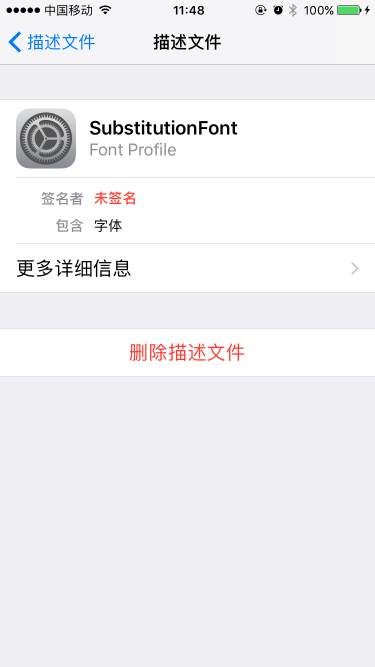 中国移动 11:48 100%
描述文件 描述文件
SubstitutionFont
Font Profile
签名者 未签名
包含 字体
更多详细信息
删除描述文件